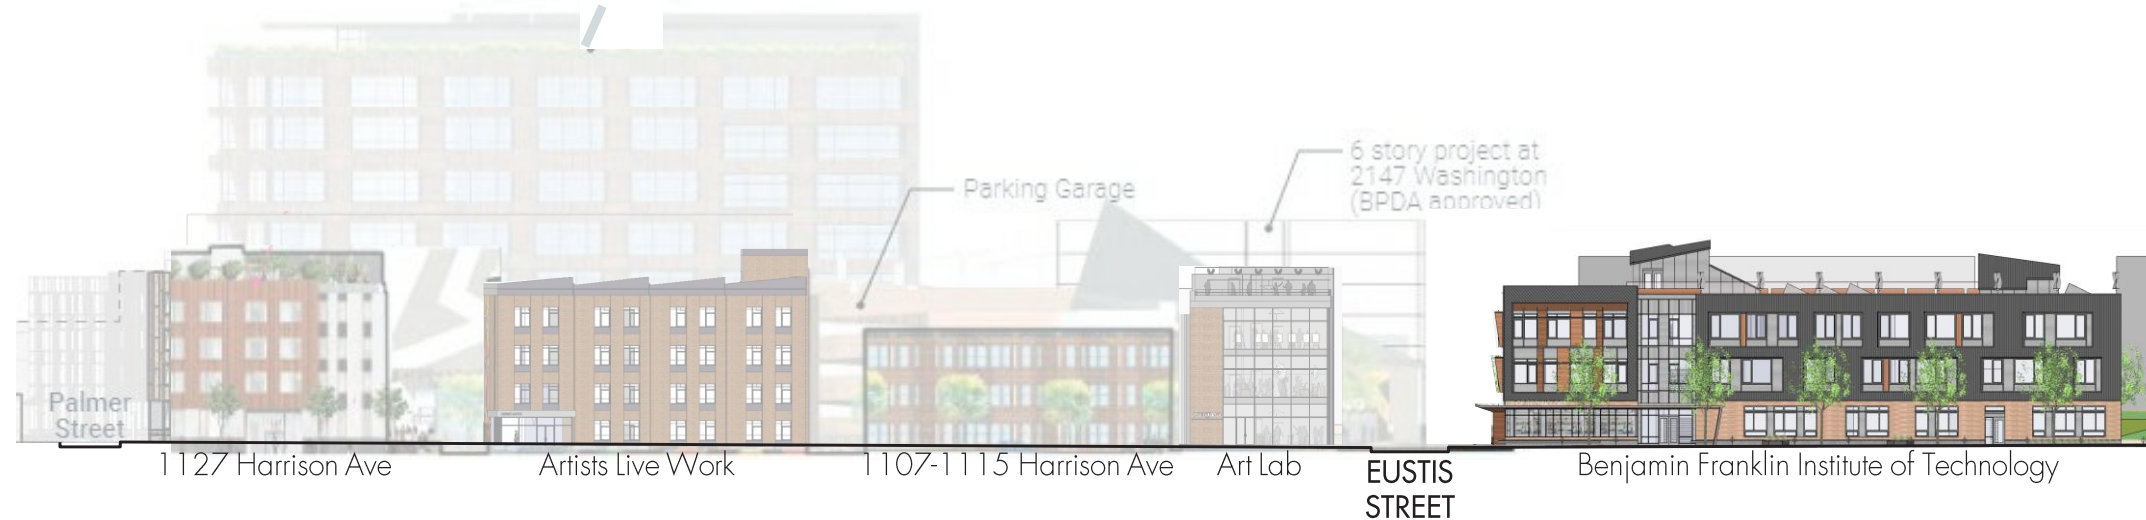 6 story project at
2147 Washington
(BPDA approved)
Parking Garage
Palmer
Street
1127 Harrison Ave
Artists Live Work
1107-1115 Harrison Ave
Art Lab
EUSTIS
STREET
Benjamin Franklin Institute of Technology